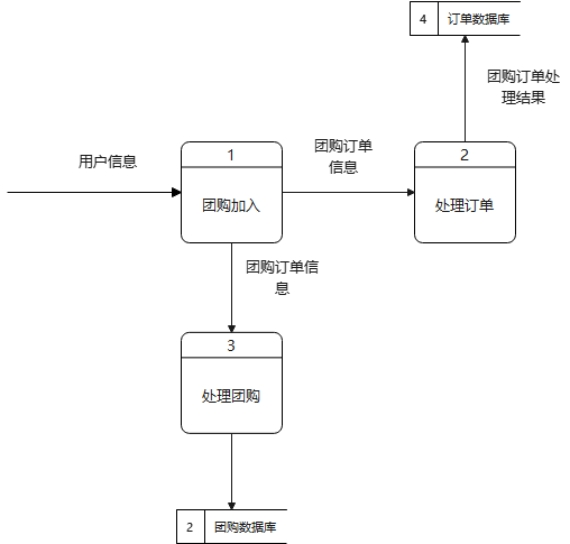 4 订单数据库
团购订单处
理结果
用户信息
团购订单
信息
1
团购加入
2
处理订单
团购订单信
息
3
处理团购
2 团购数据库